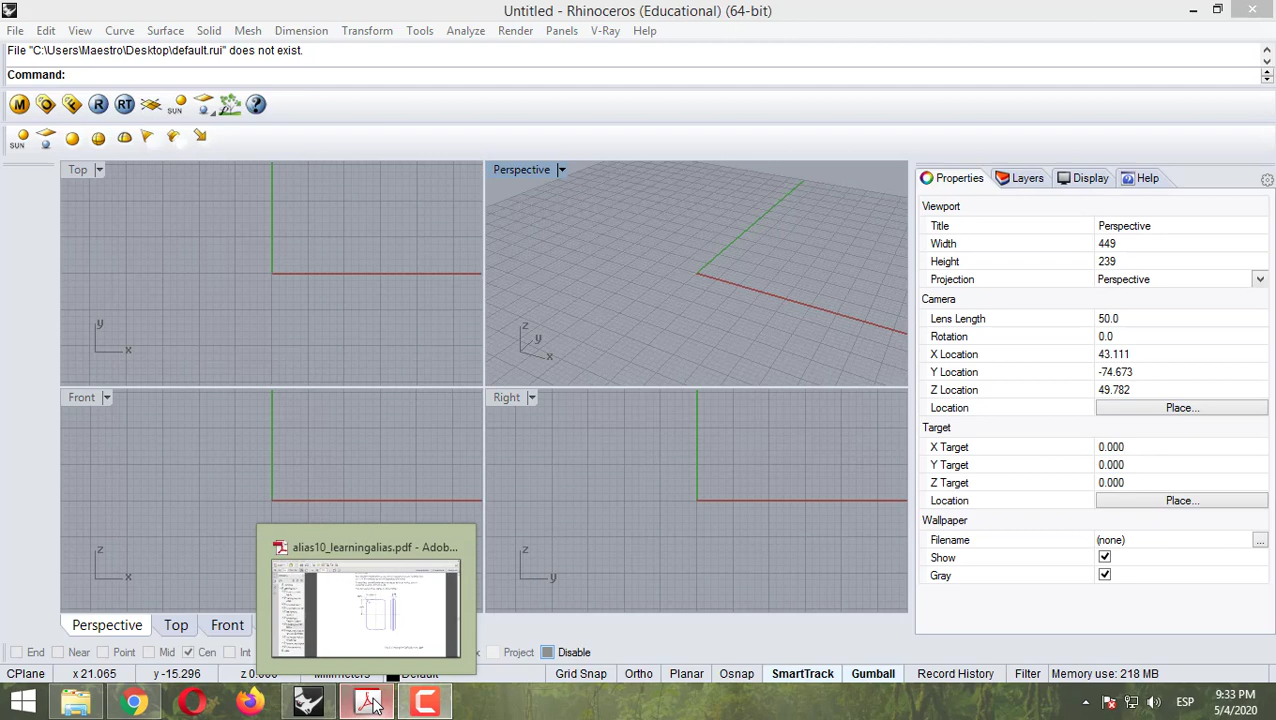 Untitled - Rhinoceros (Educational) (64-bit)
File Edit View Curve Surface Solid Mesh Dimension Transform Tools Analyze Render Panels V-Ray Help
File "C:\Users\Maestro\Desktop\default.rui" does not exist.
Command:
M O F R RT SUN ?
SUN
Top
Perspective
Properties Layers Display Help
Viewport
Title Perspective
Width 449
Height 239
Projection Perspective
Camera
Lens Length 50.0
Rotation 0.0
X Location 43.111
Y Location -74.673
Z Location 49.782
Location Place...
Target
X Target 0.000
Y Target 0.000
Z Target 0.000
Location Place...
Wallpaper
Filename (none) ...
Show
Gray
y
x
z
y
x
Front
Right
z
x
z
y
alias10_learningalias.pdf - Adob...
Perspective Top Front
End Near Point Mid Cen Int Project Disable
CPlane x 21.065 y -15.296 Grid Snap Ortho Planar Osnap SmartTrack Gumball Record History Filter Memory use: 218 MB
ESP
9:33 PM
5/4/2020